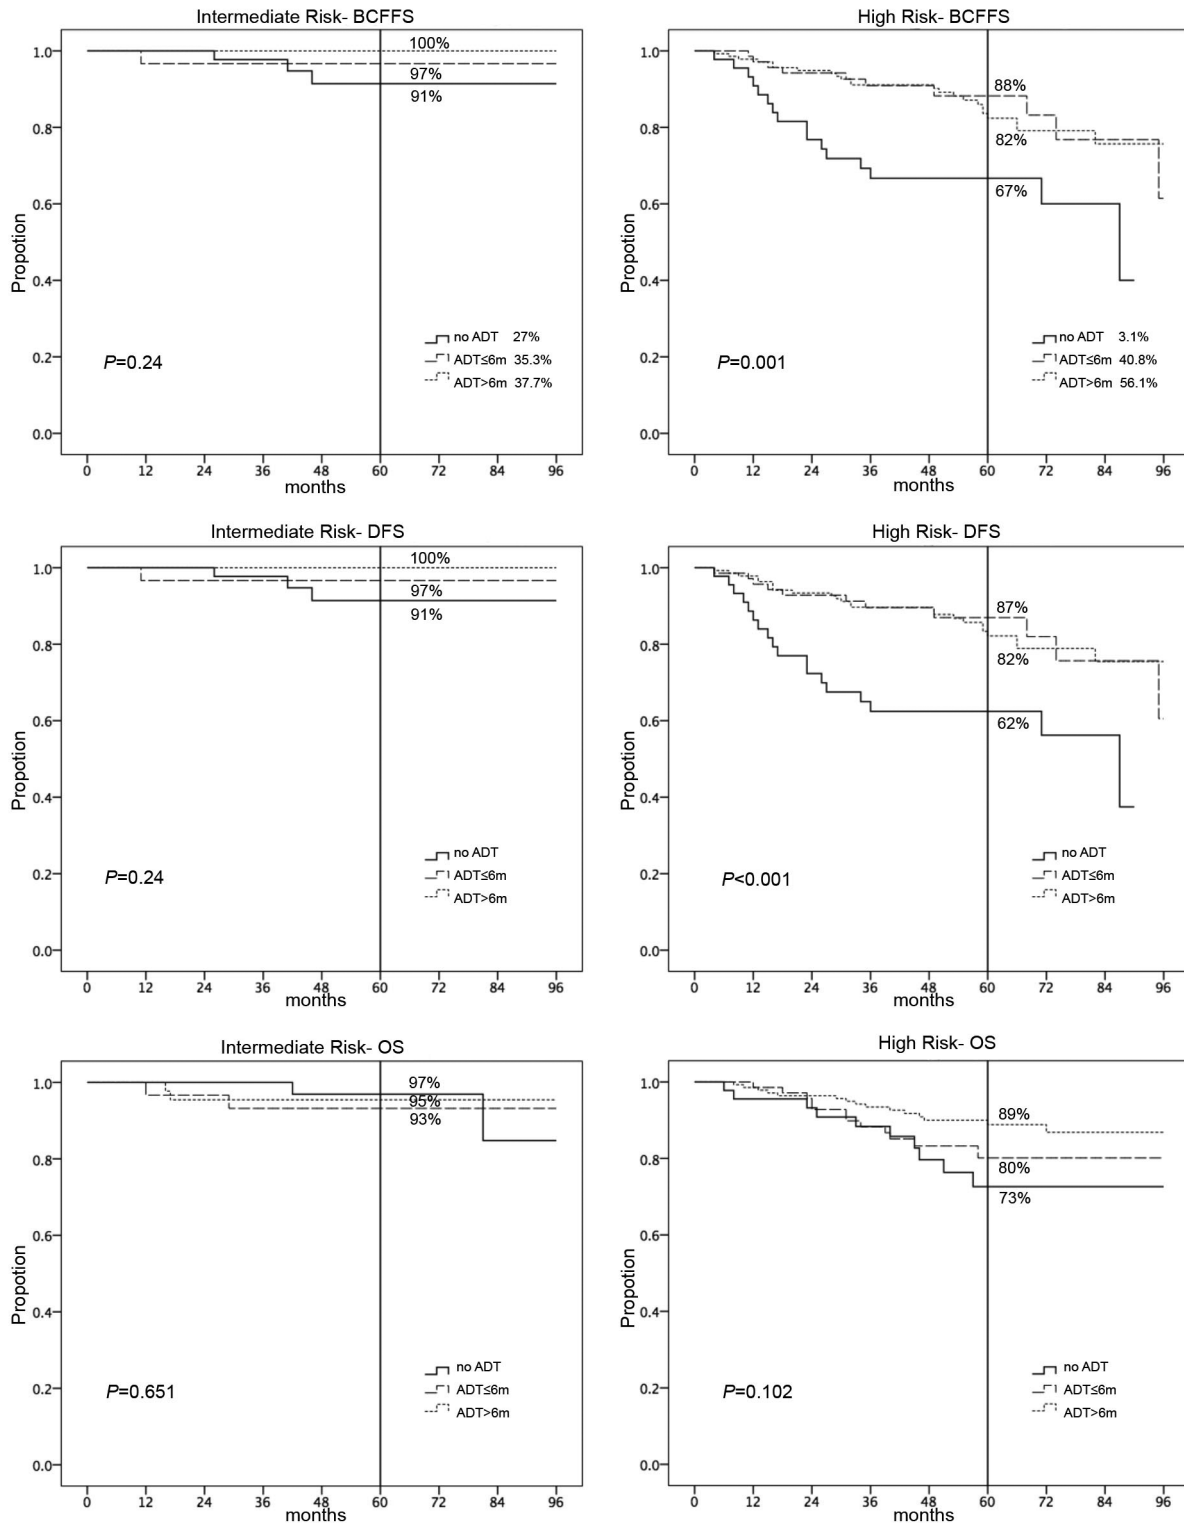 Intermediate Risk- BCFFS
1.0
0.8
0.6
0.4
0.2
0.0
Propotion
100%
97%
91%
no ADT 27%
ADT≤6m 35.3%
ADT>6m 37.7%
P=0.24
0 12 24 36 48 60 72 84 96
months
High Risk- BCFFS
1.0
0.8
0.6
0.4
0.2
0.0
Propotion
88%
82%
67%
no ADT 3.1%
ADT≤6m 40.8%
ADT>6m 56.1%
P=0.001
0 12 24 36 48 60 72 84 96
months
Intermediate Risk- DFS
1.0
0.8
0.6
0.4
0.2
0.0
Propotion
100%
97%
91%
no ADT
ADT≤6m
ADT>6m
P=0.24
0 12 24 36 48 60 72 84 96
months
High Risk- DFS
1.0
0.8
0.6
0.4
0.2
0.0
Propotion
87%
82%
62%
no ADT
ADT≤6m
ADT>6m
P<0.001
0 12 24 36 48 60 72 84 96
months
Intermediate Risk- OS
1.0
0.8
0.6
0.4
0.2
0.0
Propotion
97%
95%
93%
no ADT
ADT≤6m
ADT>6m
P=0.651
0 12 24 36 48 60 72 84 96
months
High Risk- OS
1.0
0.8
0.6
0.4
0.2
0.0
Propotion
89%
80%
73%
no ADT
ADT≤6m
ADT>6m
P=0.102
0 12 24 36 48 60 72 84 96
months